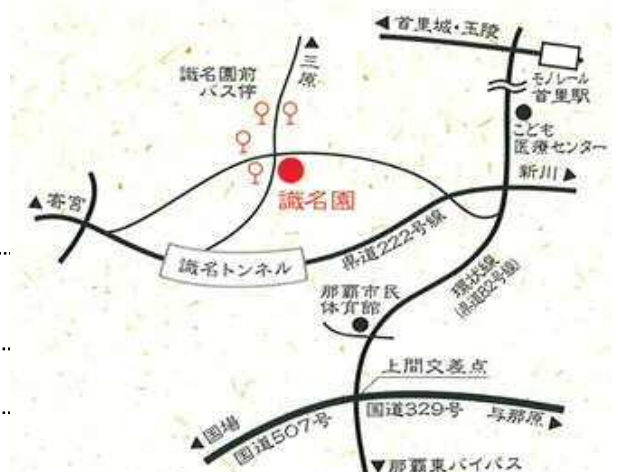 ◀首里城・玉陵
▲三原
識名園前
バス停
モノレール
首里駅
こども
医療センター
新川▶
識名園
▲寄宮
識名トンネル
県道222号線
環状線
(県道82号線)
那覇市民
体育館
上間交差点
国道329号
与那原▶
◀国場
国道507号
▼那覇東バイパス